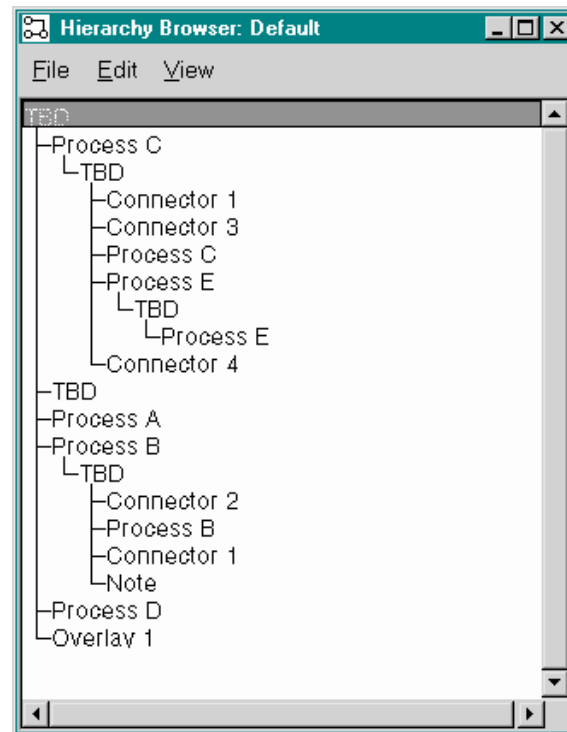 Hierarchy Browser: Default
File Edit View
TBD
Process C
TBD
Connector 1
Connector 3
Process C
Process E
TBD
Process E
Connector 4
TBD
Process A
Process B
TBD
Connector 2
Process B
Connector 1
Note
Process D
Overlay 1